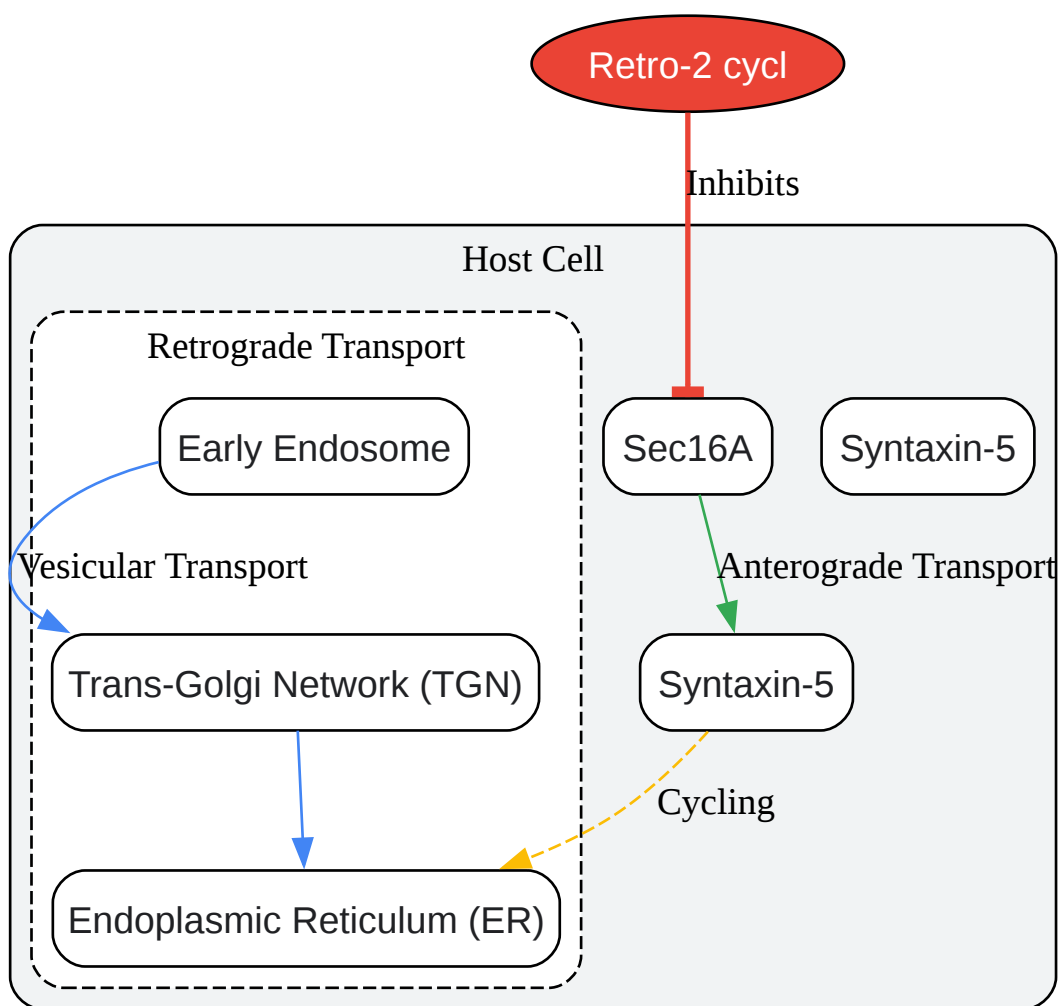 Retro-2 cycl
Inhibits
Host Cell
Retrograde Transport
Early Endosome
Sec16A
Syntaxin-5
Vesicular Transport
Anterograde Transport
Trans-Golgi Network (TGN)
Syntaxin-5
Cycling
Endoplasmic Reticulum (ER)